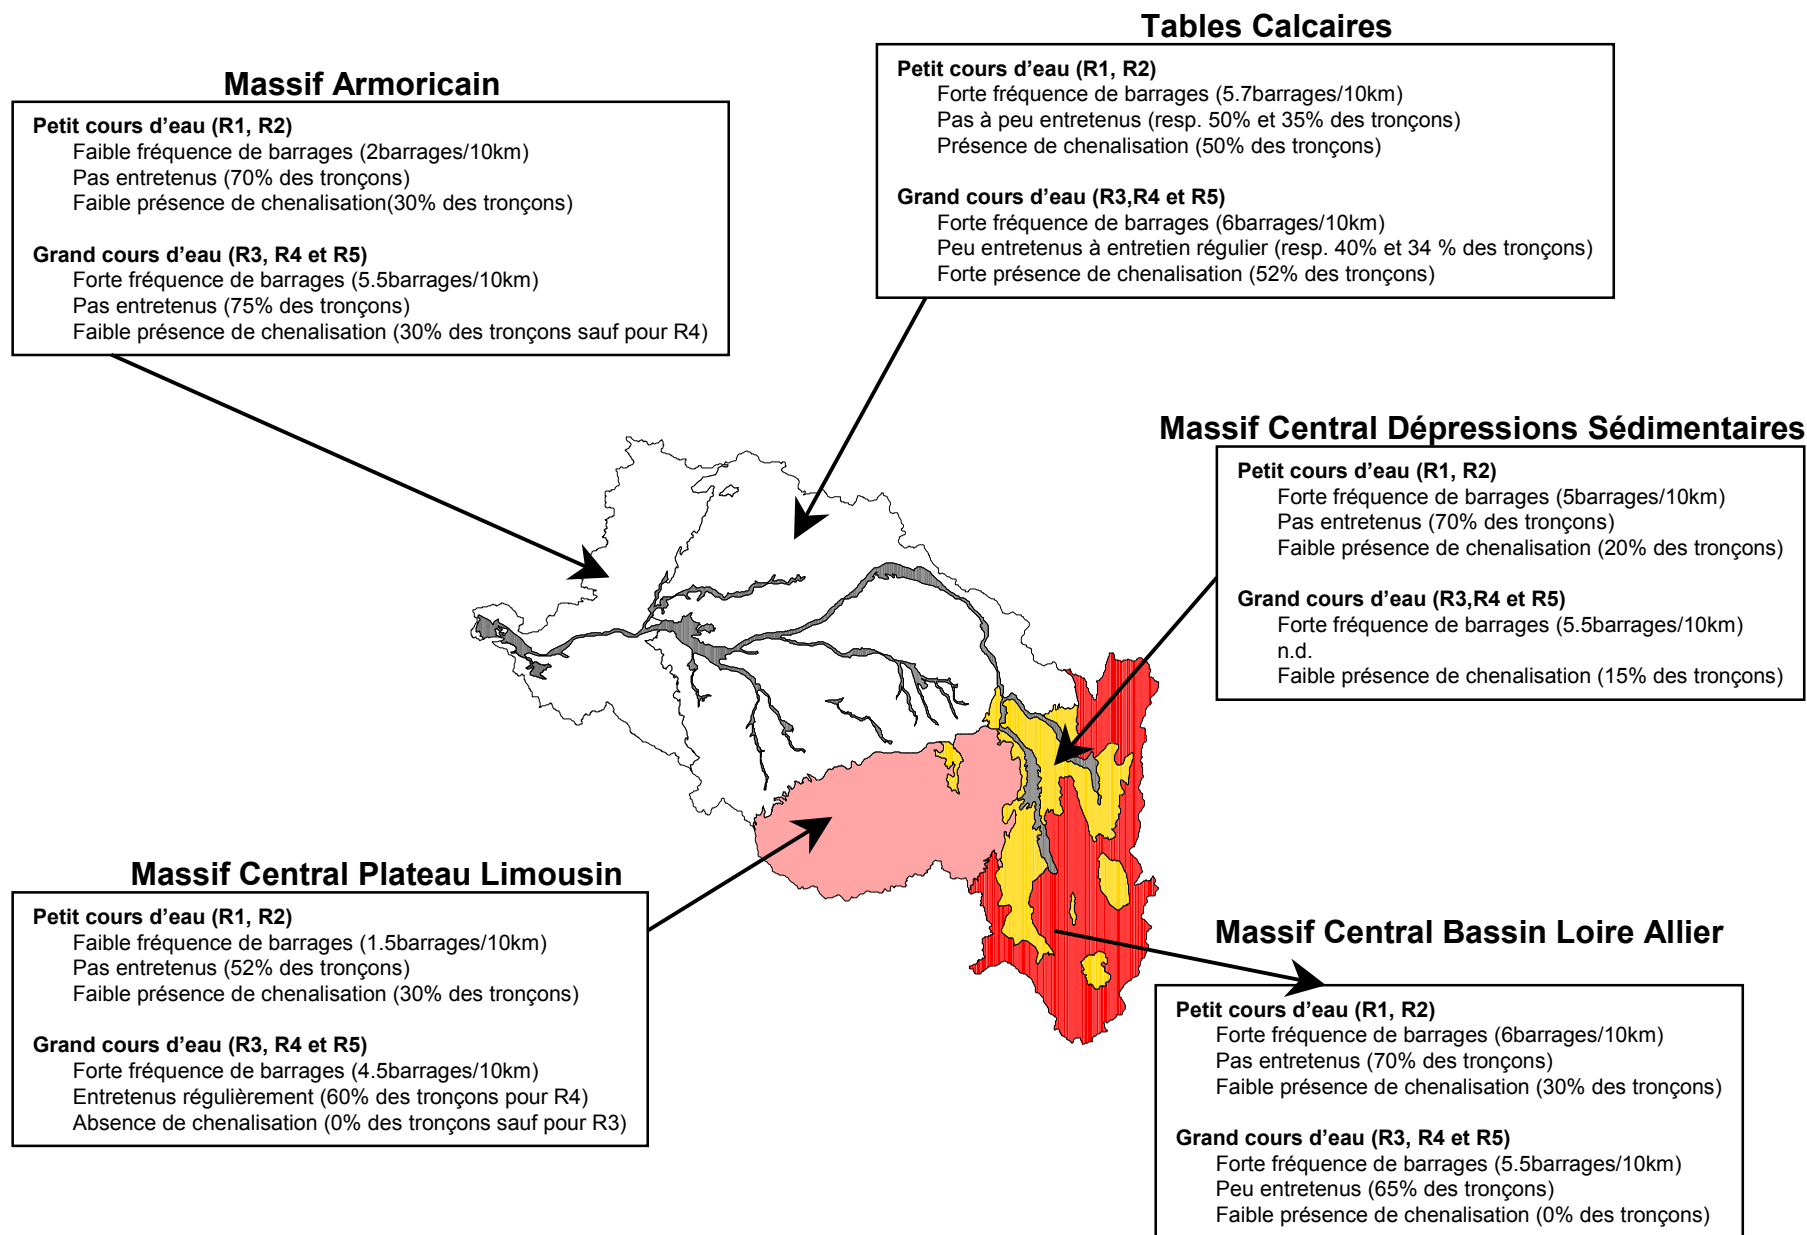 Tables Calcaires
Petit cours d'eau (R1, R2)
Forte fréquence de barrages (5.7barrages/10km)
Pas à peu entretenus (resp. 50% et 35% des tronçons)
Présence de chenalisation (50% des tronçons)
Grand cours d'eau (R3,R4 et R5)
Forte fréquence de barrages (6barrages/10km)
Peu entretenus à entretien régulier (resp. 40% et 34 % des tronçons)
Forte présence de chenalisation (52% des tronçons)
Massif Armoricain
Petit cours d'eau (R1, R2)
Faible fréquence de barrages (2barrages/10km)
Pas entretenus (70% des tronçons)
Faible présence de chenalisation(30% des tronçons)
Grand cours d'eau (R3, R4 et R5)
Forte fréquence de barrages (5.5barrages/10km)
Pas entretenus (75% des tronçons)
Faible présence de chenalisation (30% des tronçons sauf pour R4)
Massif Central Dépressions Sédimentaires
Petit cours d'eau (R1, R2)
Forte fréquence de barrages (5barrages/10km)
Pas entretenus (70% des tronçons)
Faible présence de chenalisation (20% des tronçons)
Grand cours d'eau (R3,R4 et R5)
Forte fréquence de barrages (5.5barrages/10km)
n.d.
Faible présence de chenalisation (15% des tronçons)
Massif Central Plateau Limousin
Petit cours d'eau (R1, R2)
Faible fréquence de barrages (1.5barrages/10km)
Pas entretenus (52% des tronçons)
Faible présence de chenalisation (30% des tronçons)
Grand cours d'eau (R3, R4 et R5)
Forte fréquence de barrages (4.5barrages/10km)
Entretenus régulièrement (60% des tronçons pour R4)
Absence de chenalisation (0% des tronçons sauf pour R3)
Massif Central Bassin Loire Allier
Petit cours d'eau (R1, R2)
Forte fréquence de barrages (6barrages/10km)
Pas entretenus (70% des tronçons)
Faible présence de chenalisation (30% des tronçons)
Grand cours d'eau (R3, R4 et R5)
Forte fréquence de barrages (5.5barrages/10km)
Peu entretenus (65% des tronçons)
Faible présence de chenalisation (0% des tronçons)